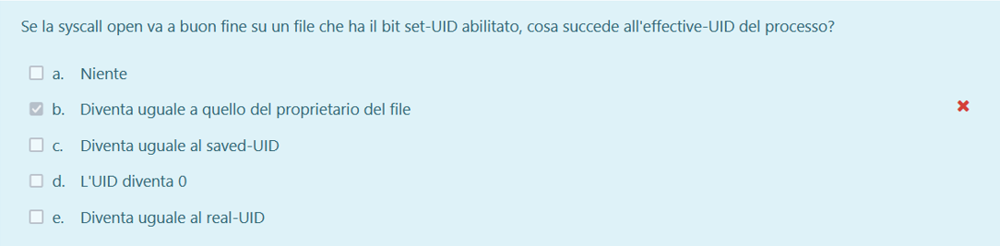 Se la syscall open va a buon fine su un file che ha il bit set-UID abilitato, cosa succede all'effective-UID del processo?
a. Niente
b. Diventa uguale a quello del proprietario del file
c. Diventa uguale al saved-UID
d. L'UID diventa 0
e. Diventa uguale al real-UID